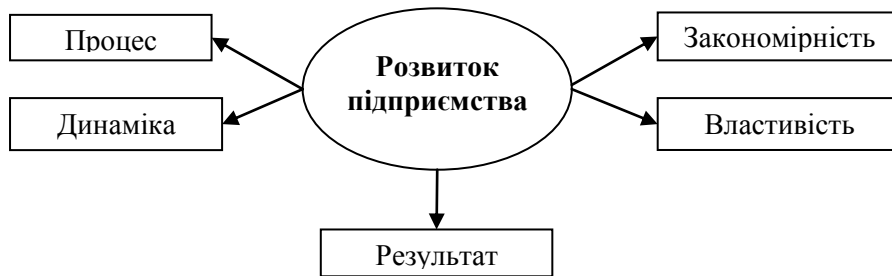 Процес
Закономірність
Розвиток
підприємства
Динаміка
Властивість
Результат